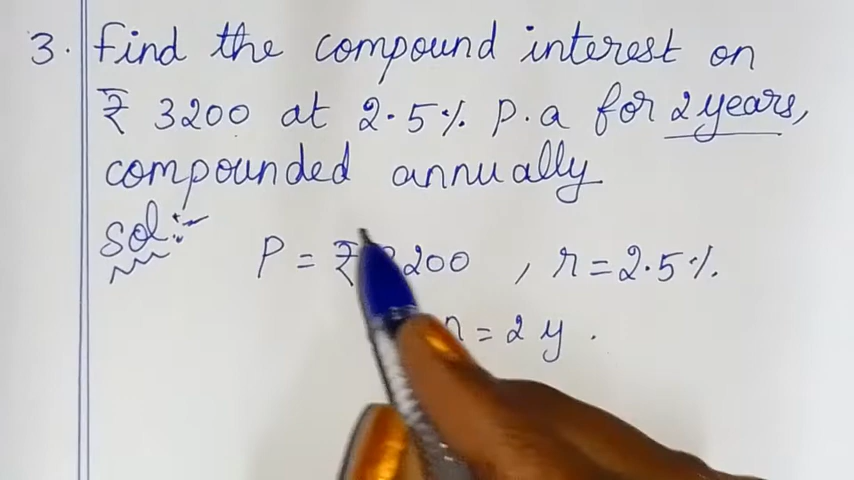 3. Find the compound interest on
₹ 3200 at 2.5% p.a for 2 years,
compounded annually
Sol:-
P = ₹ 3200 , r = 2.5%.
n = 2 y.